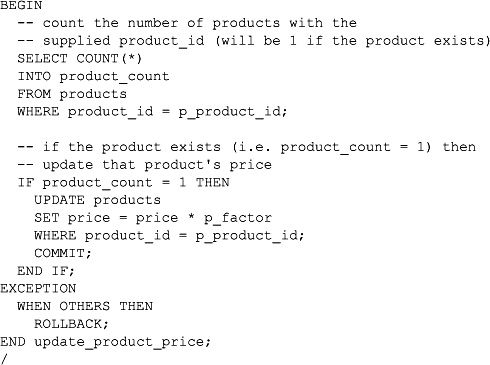 BEGIN
  -- count the number of products with the
  -- supplied product_id (will be 1 if the product exists)
  SELECT COUNT(*)
  INTO product_count
  FROM products
  WHERE product_id = p_product_id;

  -- if the product exists (i.e. product_count = 1) then
  -- update that product's price
  IF product_count = 1 THEN
    UPDATE products
    SET price = price * p_factor
    WHERE product_id = p_product_id;
    COMMIT;
  END IF;
EXCEPTION
  WHEN OTHERS THEN
    ROLLBACK;
END update_product_price;
/